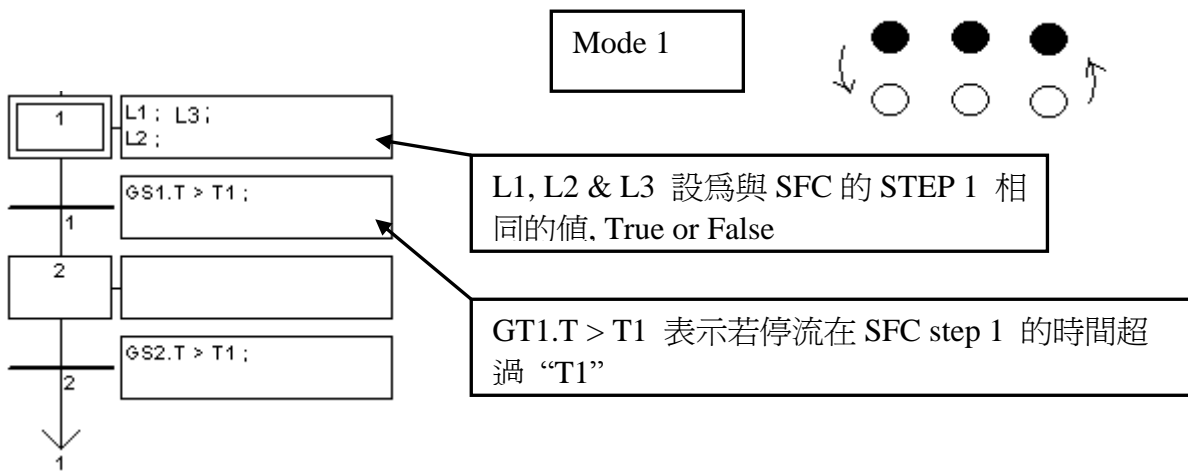 Mode 1
1
L1 ; L3 ;
L2 ;
L1, L2 & L3 設爲與 SFC 的 STEP 1 相
同的値, True or False
GS1.T > T1 ;
1
2
GT1.T > T1 表示若停流在 SFC step 1 的時間超
過 “T1”
GS2.T > T1 ;
2
1